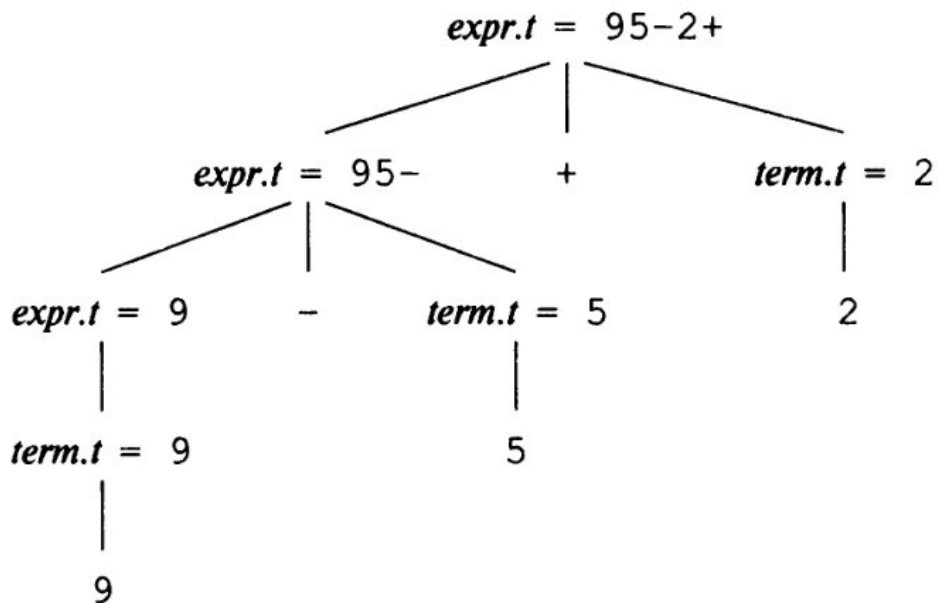 expr.t = 95-2+
expr.t = 95- + term.t = 2
expr.t = 9 - term.t = 5 2
term.t = 9 5
9